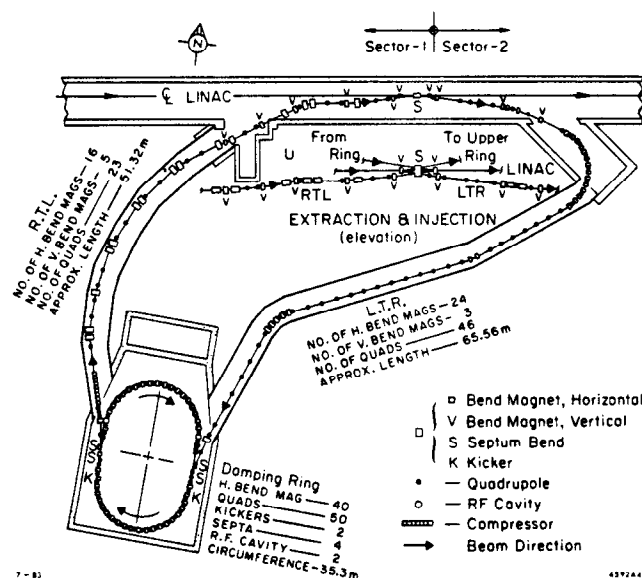 Sector-1 Sector-2
N
℄ LINAC
S
V V V V V V V V
From Ring
U
To Upper Ring
V V S V V
LINAC
RTL
LTR
EXTRACTION & INJECTION
(elevation)
R.T.L.
NO. OF H. BEND MAGS - 16
NO. OF V. BEND MAGS - 5
NO. OF QUADS 23
APPROX. LENGTH 51.32m
L.T.R.
NO. OF H. BEND MAGS - 24
NO. OF V. BEND MAGS - 3
NO. OF QUADS 46
APPROX. LENGTH 65.56m
S S K
S S K
Damping Ring
H. BEND MAG 40
QUADS 50
KICKERS 2
SEPTA 4
R.F. CAVITY 2
CIRCUMFERENCE - 35.3m
Bend Magnet, Horizontal
V Bend Magnet, Vertical
S Septum Bend
K Kicker
— Quadrupole
— RF Cavity
— Compressor
Beam Direction
7-83